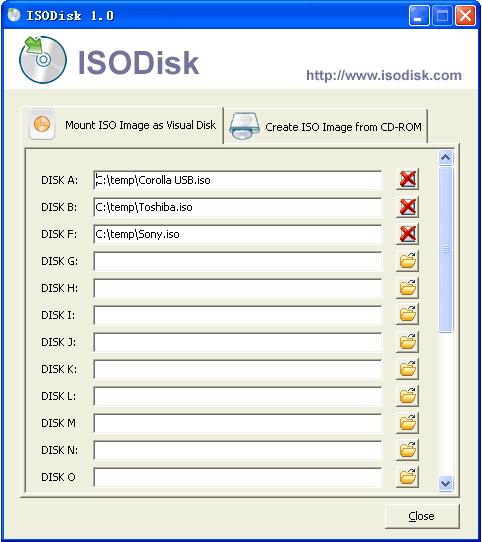 ISODisk 1.0
ISODisk
http://www.isodisk.com
Mount ISO Image as Visual Disk
Create ISO Image from CD-ROM
DISK A: C:\temp\Corolla USB.iso
DISK B: C:\temp\Toshiba.iso
DISK F: C:\temp\Sony.iso
DISK G:
DISK H:
DISK I:
DISK J:
DISK K:
DISK L:
DISK M
DISK N:
DISK O
Close